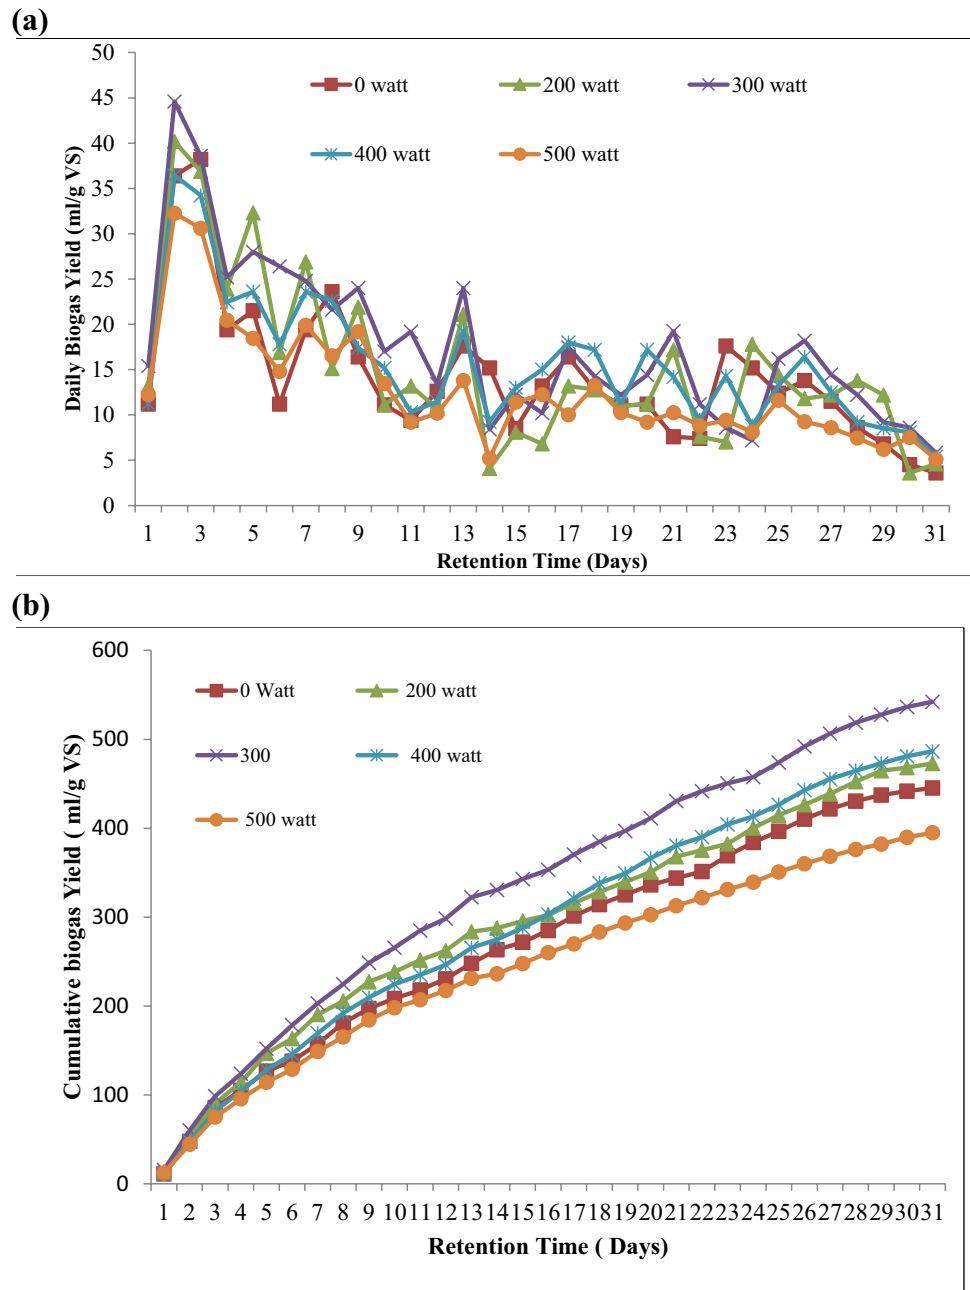 (a)
50
45
40
35
30
25
20
15
10
5
0
Daily Biogas Yield (ml/g VS)
0 watt 200 watt 300 watt
400 watt 500 watt
1 3 5 7 9 11 13 15 17 19 21 23 25 27 29 31
Retention Time (Days)
(b)
600
500
400
300
200
100
0
Cumulative biogas Yield ( ml/g VS)
0 Watt 200 watt
300 400 watt
500 watt
1 2 3 4 5 6 7 8 9 10 11 12 13 14 15 16 17 18 19 20 21 22 23 24 25 26 27 28 29 30 31
Retention Time ( Days)